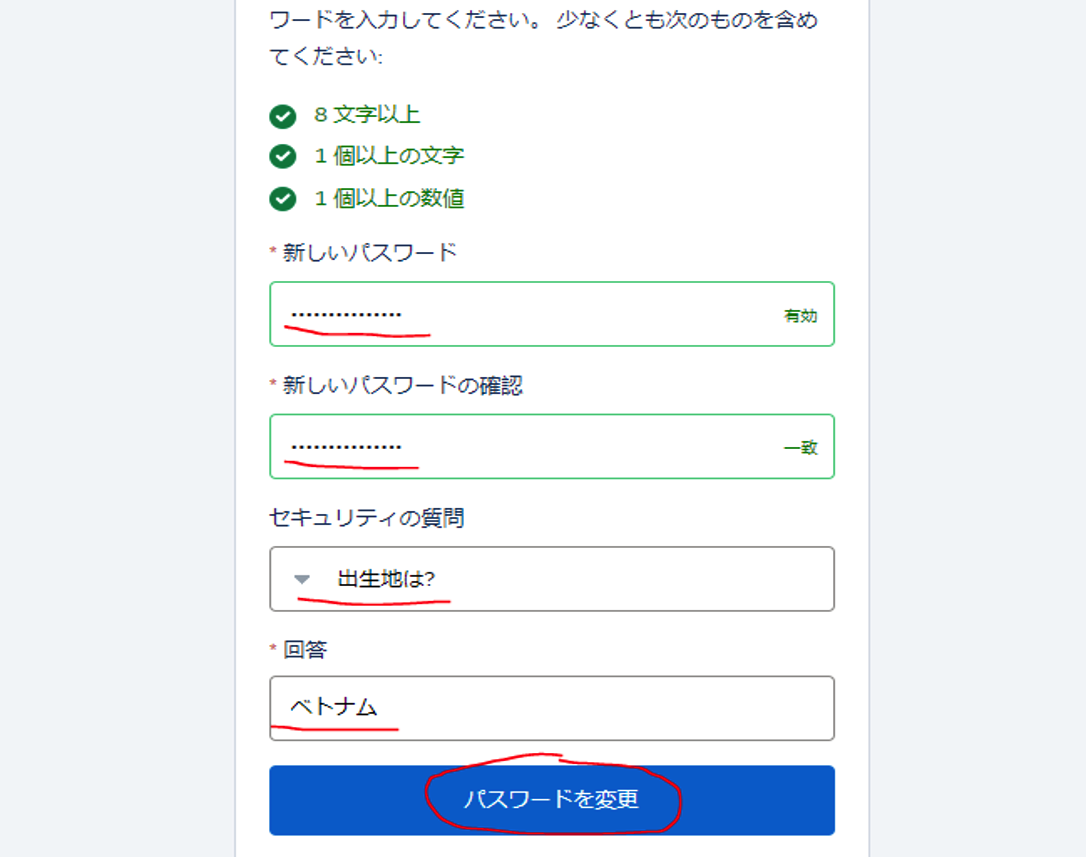 ワードを入力してください。 少なくとも次のものを含め
てください:
8 文字以上
1 個以上の文字
1 個以上の数値
* 新しいパスワード
••••••••••••••• 有効
* 新しいパスワードの確認
••••••••••••••• 一致
セキュリティの質問
出生地は?
* 回答
ベトナム
パスワードを変更